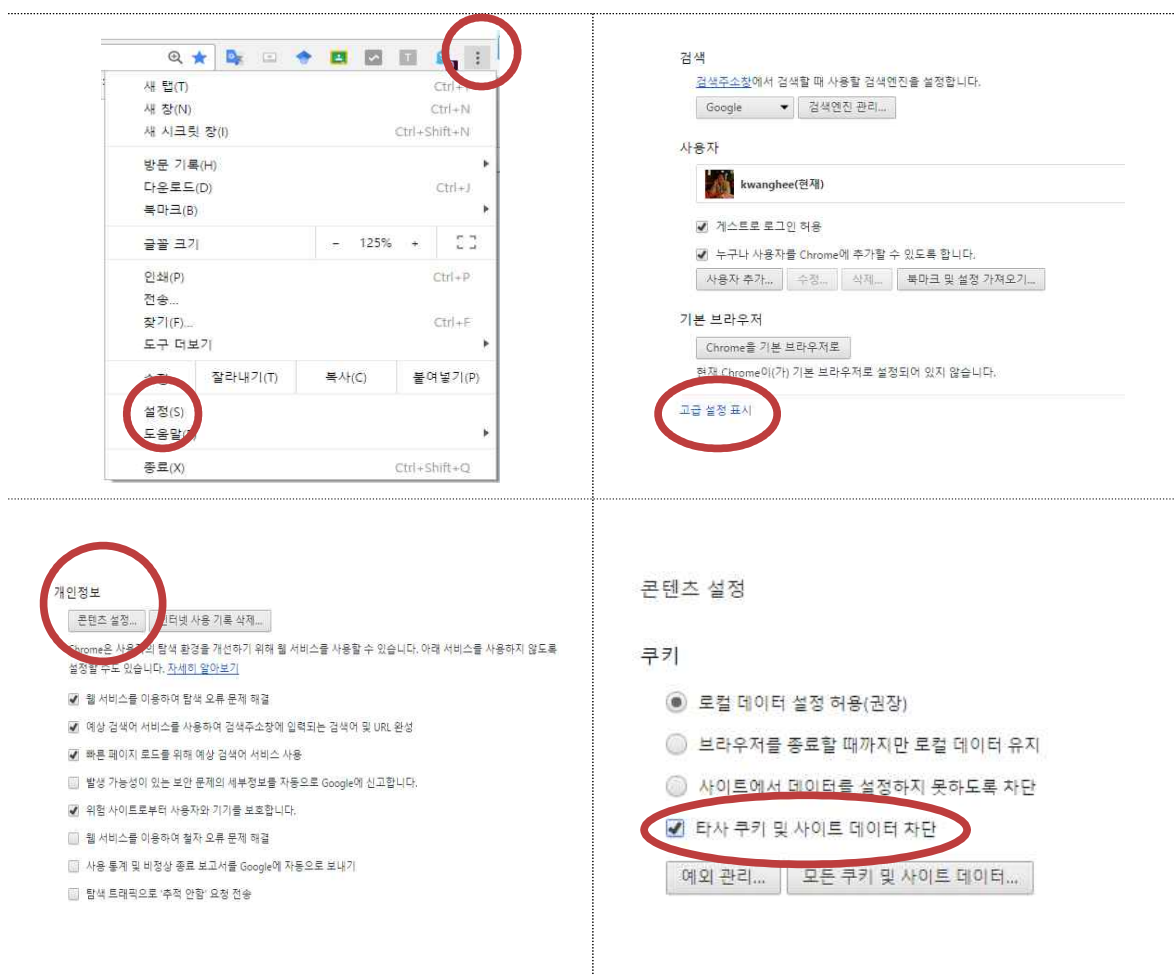 새 탭(T) Ctrl+T
새 창(N) Ctrl+N
새 시크릿 창(I) Ctrl+Shift+N
방문 기록(H)
다운로드(D) Ctrl+J
북마크(B)
글꼴 크기 - 125% +
인쇄(P) Ctrl+P
전송...
찾기(F)... Ctrl+F
도구 더보기
수정 잘라내기(T) 복사(C) 붙여넣기(P)
설정(S)
도움말
종료(X) Ctrl+Shift+Q
검색
검색주소창에서 검색할 때 사용할 검색엔진을 설정합니다.
Google 검색엔진 관리...
사용자
kwanghee(현재)
게스트로 로그인 허용
누구나 사용자를 Chrome에 추가할 수 있도록 합니다.
사용자 추가... 수정... 삭제... 북마크 및 설정 가져오기...
기본 브라우저
Chrome을 기본 브라우저로
현재 Chrome이(가) 기본 브라우저로 설정되어 있지 않습니다.
고급 설정 표시
개인정보
콘텐츠 설정... 인터넷 사용 기록 삭제...
Chrome은 사용자의 탐색 환경을 개선하기 위해 웹 서비스를 사용할 수 있습니다. 아래 서비스를 사용하지 않도록
설정할 수도 있습니다. 자세히 알아보기
웹 서비스를 이용하여 탐색 오류 문제 해결
예상 검색어 서비스를 사용하여 검색주소창에 입력되는 검색어 및 URL 완성
빠른 페이지 로드를 위해 예상 검색어 서비스 사용
발생 가능성이 있는 보안 문제의 세부정보를 자동으로 Google에 신고합니다.
위험 사이트로부터 사용자와 기기를 보호합니다.
웹 서비스를 이용하여 철자 오류 문제 해결
사용 통계 및 비정상 종료 보고서를 Google에 자동으로 보내기
탐색 트래픽으로 '추적 안함' 요청 전송
콘텐츠 설정
쿠키
로컬 데이터 설정 허용(권장)
브라우저를 종료할 때까지만 로컬 데이터 유지
사이트에서 데이터를 설정하지 못하도록 차단
타사 쿠키 및 사이트 데이터 차단
예외 관리... 모든 쿠키 및 사이트 데이터...